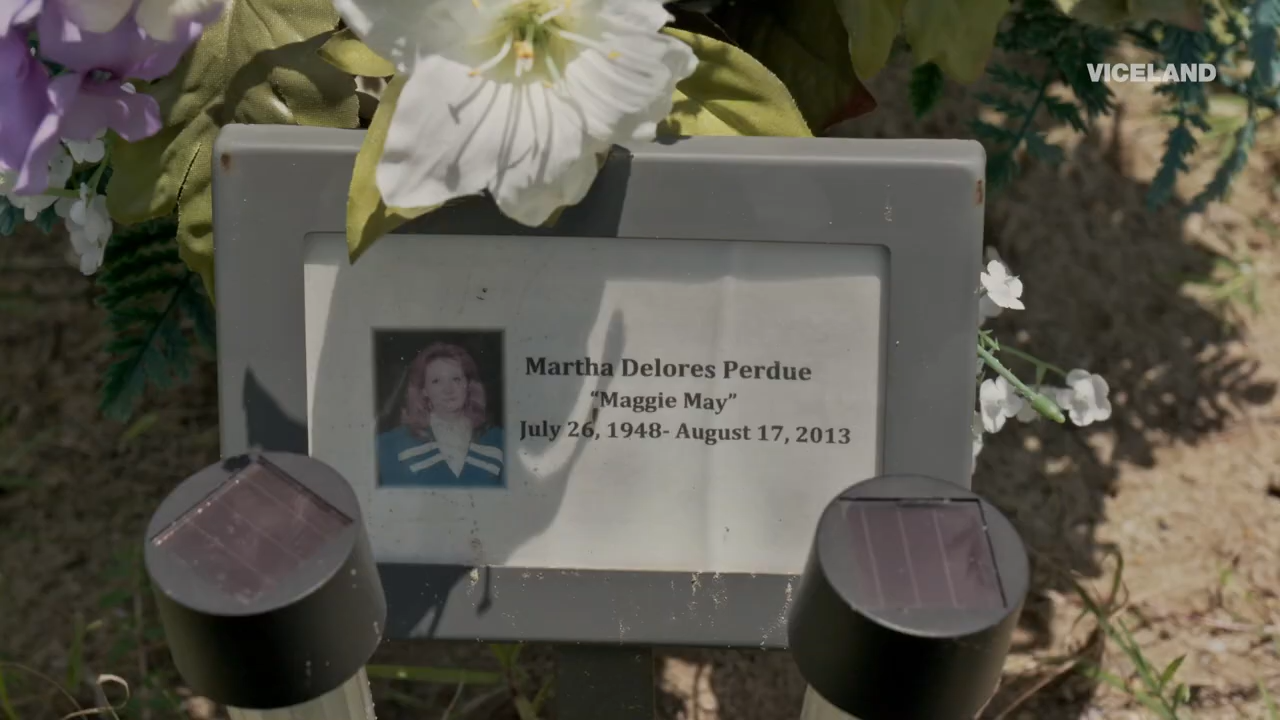 VICELAND
Martha Delores Perdue
“Maggie May”
July 26, 1948- August 17, 2013